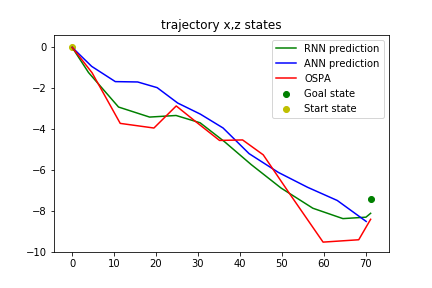 trajectory x,z states
RNN prediction
ANN prediction
OSPA
Goal state
Start state
0
−2
−4
−6
−8
−10
0 10 20 30 40 50 60 70